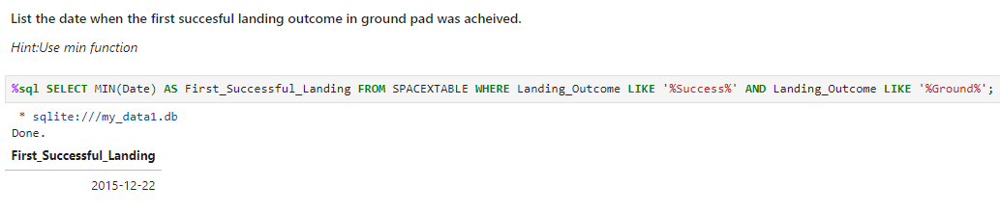 List the date when the first succesful landing outcome in ground pad was acheived.
Hint:Use min function
%sql SELECT MIN(Date) AS First_Successful_Landing FROM SPACEXTABLE WHERE Landing_Outcome LIKE '%Success%' AND Landing_Outcome LIKE '%Ground%';
* sqlite:///my_data1.db
Done.
First_Successful_Landing
2015-12-22